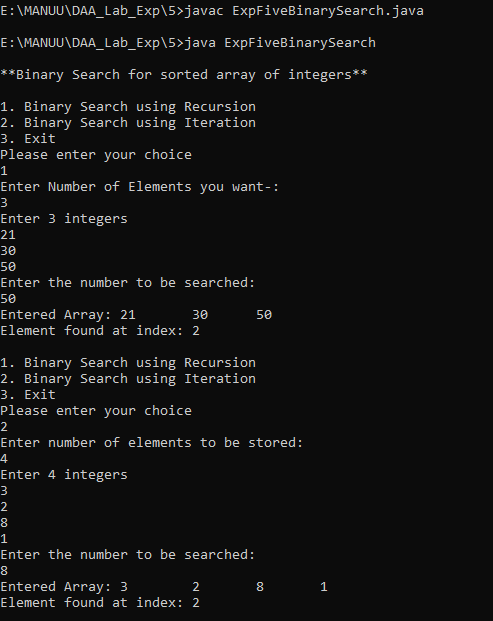 E:\MANUU\DAA_Lab_Exp\5>javac ExpFiveBinarySearch.java
E:\MANUU\DAA_Lab_Exp\5>java ExpFiveBinarySearch
**Binary Search for sorted array of integers**
1. Binary Search using Recursion
2. Binary Search using Iteration
3. Exit
Please enter your choice
1
Enter Number of Elements you want-:
3
Enter 3 integers
21
30
50
Enter the number to be searched:
50
Entered Array: 21 30 50
Element found at index: 2
1. Binary Search using Recursion
2. Binary Search using Iteration
3. Exit
Please enter your choice
2
Enter number of elements to be stored:
4
Enter 4 integers
3
2
8
1
Enter the number to be searched:
8
Entered Array: 3 2 8 1
Element found at index: 2